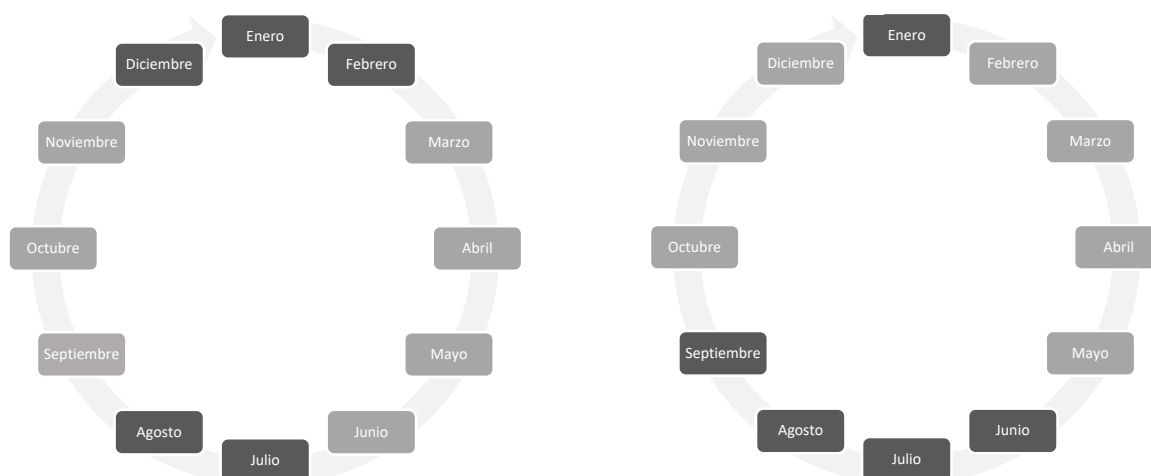 Enero
Febrero
Marzo
Abril
Mayo
Junio
Julio
Agosto
Septiembre
Octubre
Noviembre
Diciembre
Enero
Febrero
Marzo
Abril
Mayo
Junio
Julio
Agosto
Septiembre
Octubre
Noviembre
Diciembre